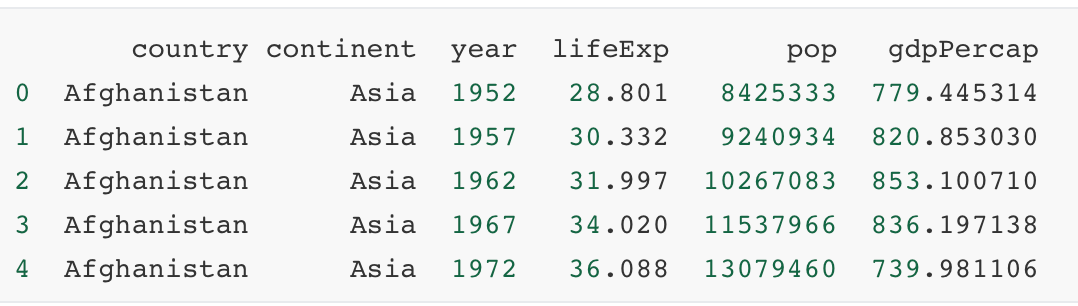 country continent year lifeExp pop gdpPercap
0 Afghanistan Asia 1952 28.801 8425333 779.445314
1 Afghanistan Asia 1957 30.332 9240934 820.853030
2 Afghanistan Asia 1962 31.997 10267083 853.100710
3 Afghanistan Asia 1967 34.020 11537966 836.197138
4 Afghanistan Asia 1972 36.088 13079460 739.981106